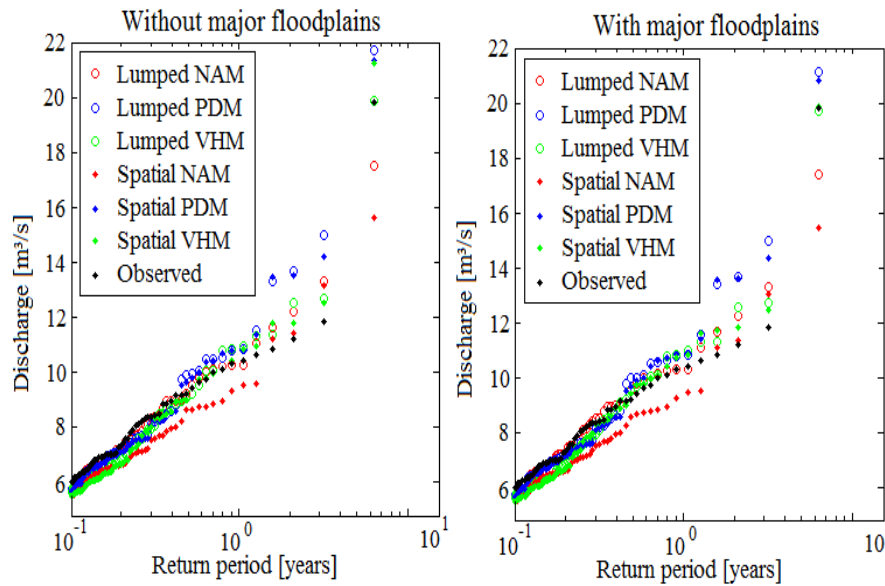 Without major floodplains
22
20
18
16
14
12
10
8
6
Discharge [m³/s]
Lumped NAM
Lumped PDM
Lumped VHM
Spatial NAM
Spatial PDM
Spatial VHM
Observed
10⁻¹
10⁰
10¹
Return period [years]
With major floodplains
22
20
18
16
14
12
10
8
6
Discharge [m³/s]
Lumped NAM
Lumped PDM
Lumped VHM
Spatial NAM
Spatial PDM
Spatial VHM
Observed
10⁻¹
10⁰
10
Return period [years]